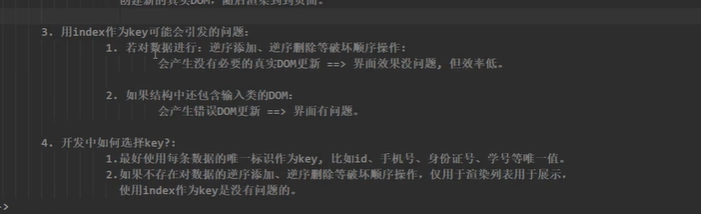 创建新的真实DOM，随后渲染到到页面。
3. 用index作为key可能会引发的问题：
1. 若对数据进行：逆序添加、逆序删除等破坏顺序操作：
会产生没有必要的真实DOM更新 ==> 界面效果没问题, 但效率低。
2. 如果结构中还包含输入类的DOM：
会产生错误DOM更新 ==> 界面有问题。
4. 开发中如何选择key?：
1.最好使用每条数据的唯一标识作为key, 比如id、手机号、身份证号、学号等唯一值。
2.如果不存在对数据的逆序添加、逆序删除等破坏顺序操作，仅用于渲染列表用于展示，
使用index作为key是没有问题的。
->